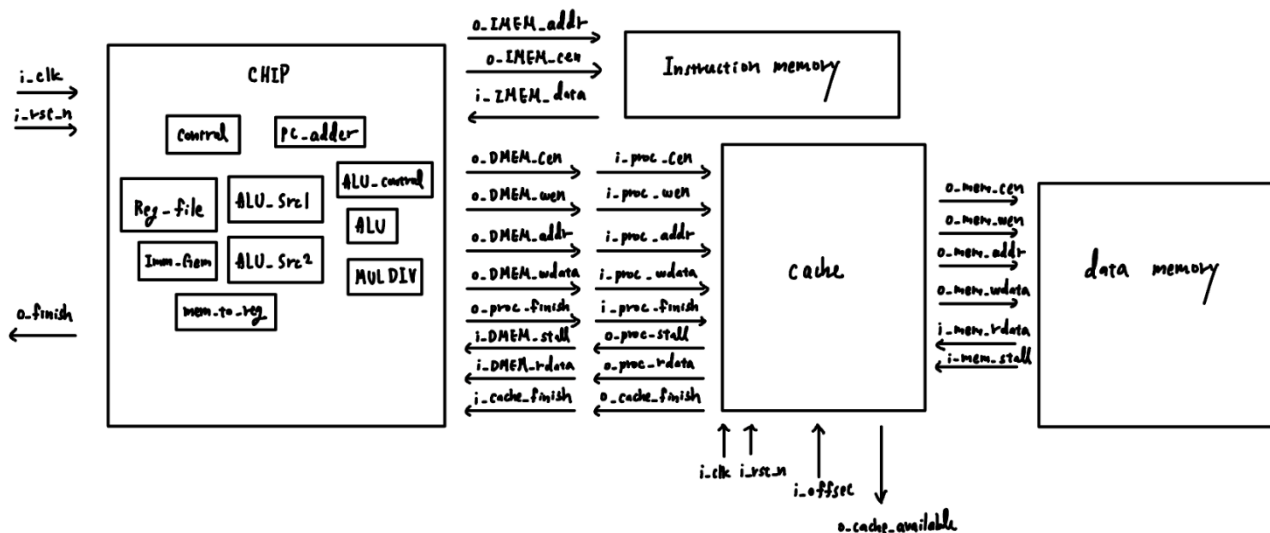 i_clk
i_rst_n
o_finish
CHIP
control
pc_adder
Reg_file
ALU_Src1
ALU_control
ALU
Imm_Gem
ALU_Src2
MULDIV
mem_to_reg
o_IMEM_addr
o_IMEM_cen
i_IMEM_data
Instruction memory
o_DMEM_Cen
o_DMEM_wen
o_DMEM_addr
o_DMEM_wdata
o_proc_finish
i_DMEM_stall
i_DMEM_rdata
i_cache_finish
i_proc_Cen
i_proc_wen
i_proc_addr
i_proc_wdata
i_proc_finish
o_proc_stall
o_proc_rdata
o_cache_finish
cache
i_clk
i_rst_n
i_offset
o_cache_available
o_mem_cen
o_mem_wen
o_mem_addr
o_mem_wdata
i_mem_rdata
i_mem_stall
data memory